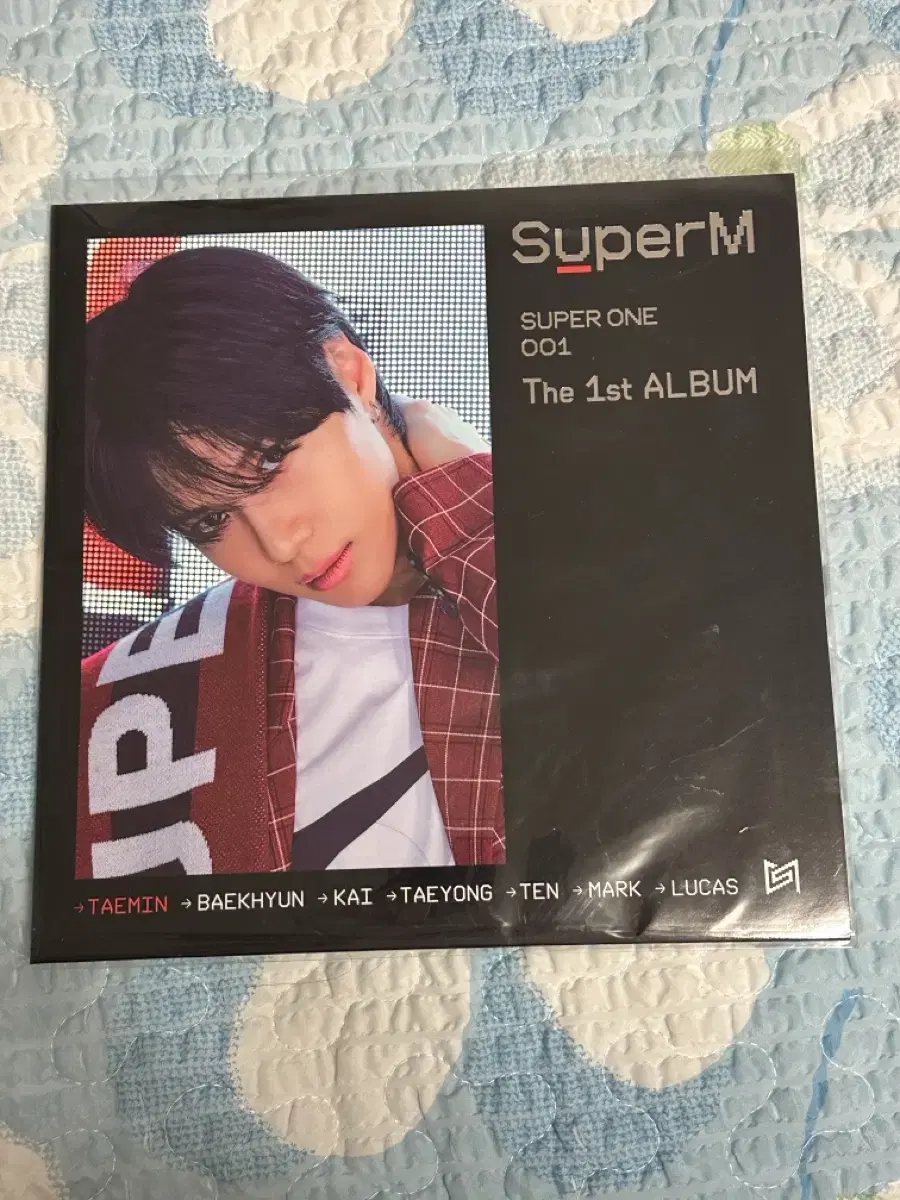 SuperM
SUPER ONE
001
The 1st ALBUM
UPE
→TAEMIN →BAEKHYUN →KAI →TAEYONG →TEN →MARK →LUCAS